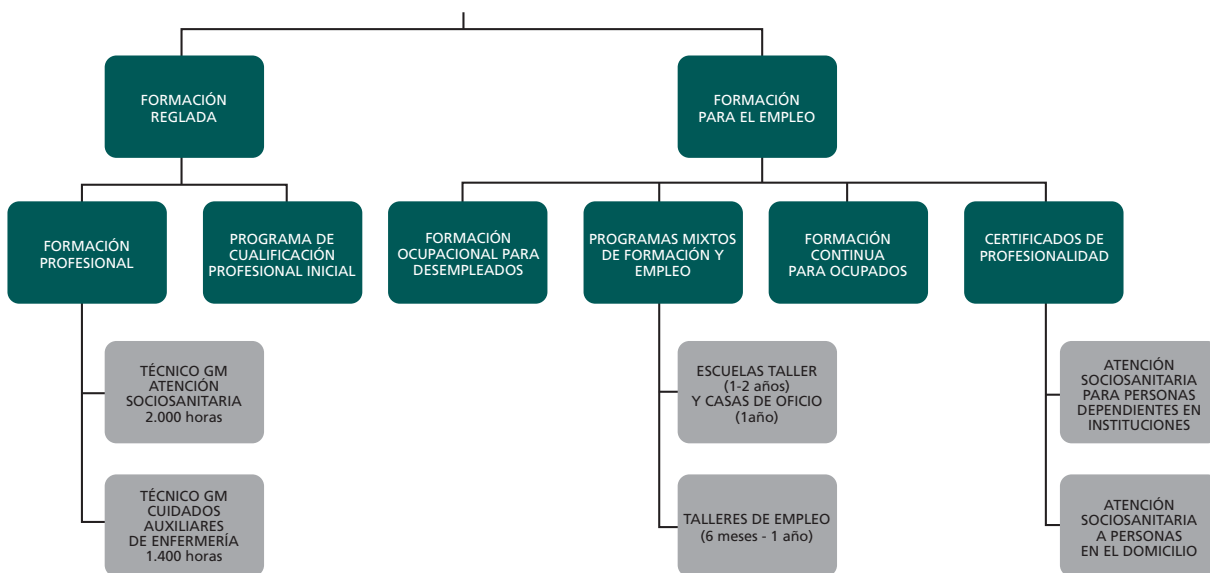 FORMACIÓN
REGLADA
FORMACIÓN
PARA EL EMPLEO
FORMACIÓN
PROFESIONAL
PROGRAMA DE
CUALIFICACIÓN
PROFESIONAL INICIAL
FORMACIÓN
OCUPACIONAL PARA
DESEMPLEADOS
PROGRAMAS MIXTOS
DE FORMACIÓN Y
EMPLEO
FORMACIÓN
CONTINUA
PARA OCUPADOS
CERTIFICADOS DE
PROFESIONALIDAD
TÉCNICO GM
ATENCIÓN
SOCIOSANITARIA
2.000 horas
ESCUELAS TALLER
(1-2 años)
Y CASAS DE OFICIO
(1año)
ATENCIÓN
SOCIOSANITARIA
PARA PERSONAS
DEPENDIENTES EN
INSTITUCIONES
TÉCNICO GM
CUIDADOS
AUXILIARES
DE ENFERMERÍA
1.400 horas
TALLERES DE EMPLEO
(6 meses - 1 año)
ATENCIÓN
SOCIOSANITARIA
A PERSONAS
EN EL DOMICILIO